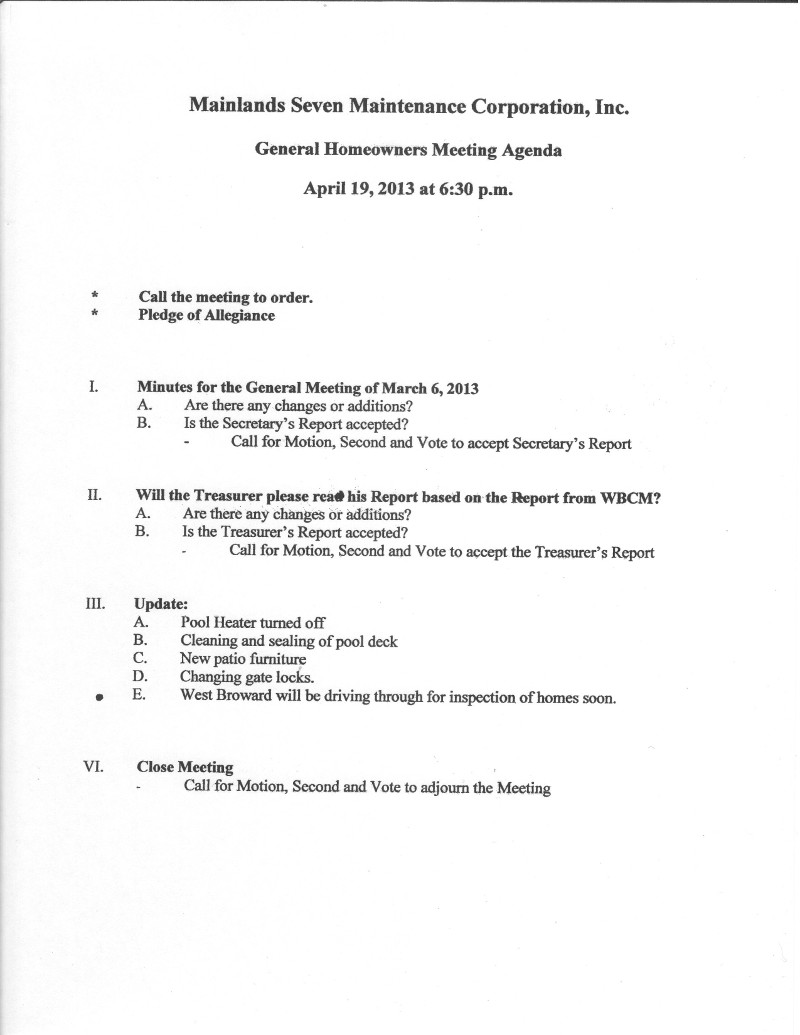 Mainlands Seven Maintenance Corporation, Inc.
General Homeowners Meeting Agenda
April 19, 2013 at 6:30 p.m.
* Call the meeting to order.
* Pledge of Allegiance
I. Minutes for the General Meeting of March 6, 2013
A. Are there any changes or additions?
B. Is the Secretary's Report accepted?
- Call for Motion, Second and Vote to accept Secretary's Report
II. Will the Treasurer please read his Report based on the Report from WBCM?
A. Are there any changes or additions?
B. Is the Treasurer's Report accepted?
- Call for Motion, Second and Vote to accept the Treasurer's Report
III. Update:
A. Pool Heater turned off
B. Cleaning and sealing of pool deck
C. New patio furniture
D. Changing gate locks.
• E. West Broward will be driving through for inspection of homes soon.
VI. Close Meeting
- Call for Motion, Second and Vote to adjourn the Meeting